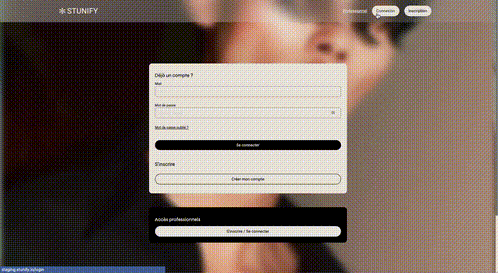 STUNIFY
Professionnel
Connexion
Inscription
Déjà un compte ?
Mail
Mot de passe
Mot de passe oublié ?
Se connecter
S'inscrire
Créer mon compte
Accès professionnels
S'inscrire / Se connecter
staging.stunify.io/login